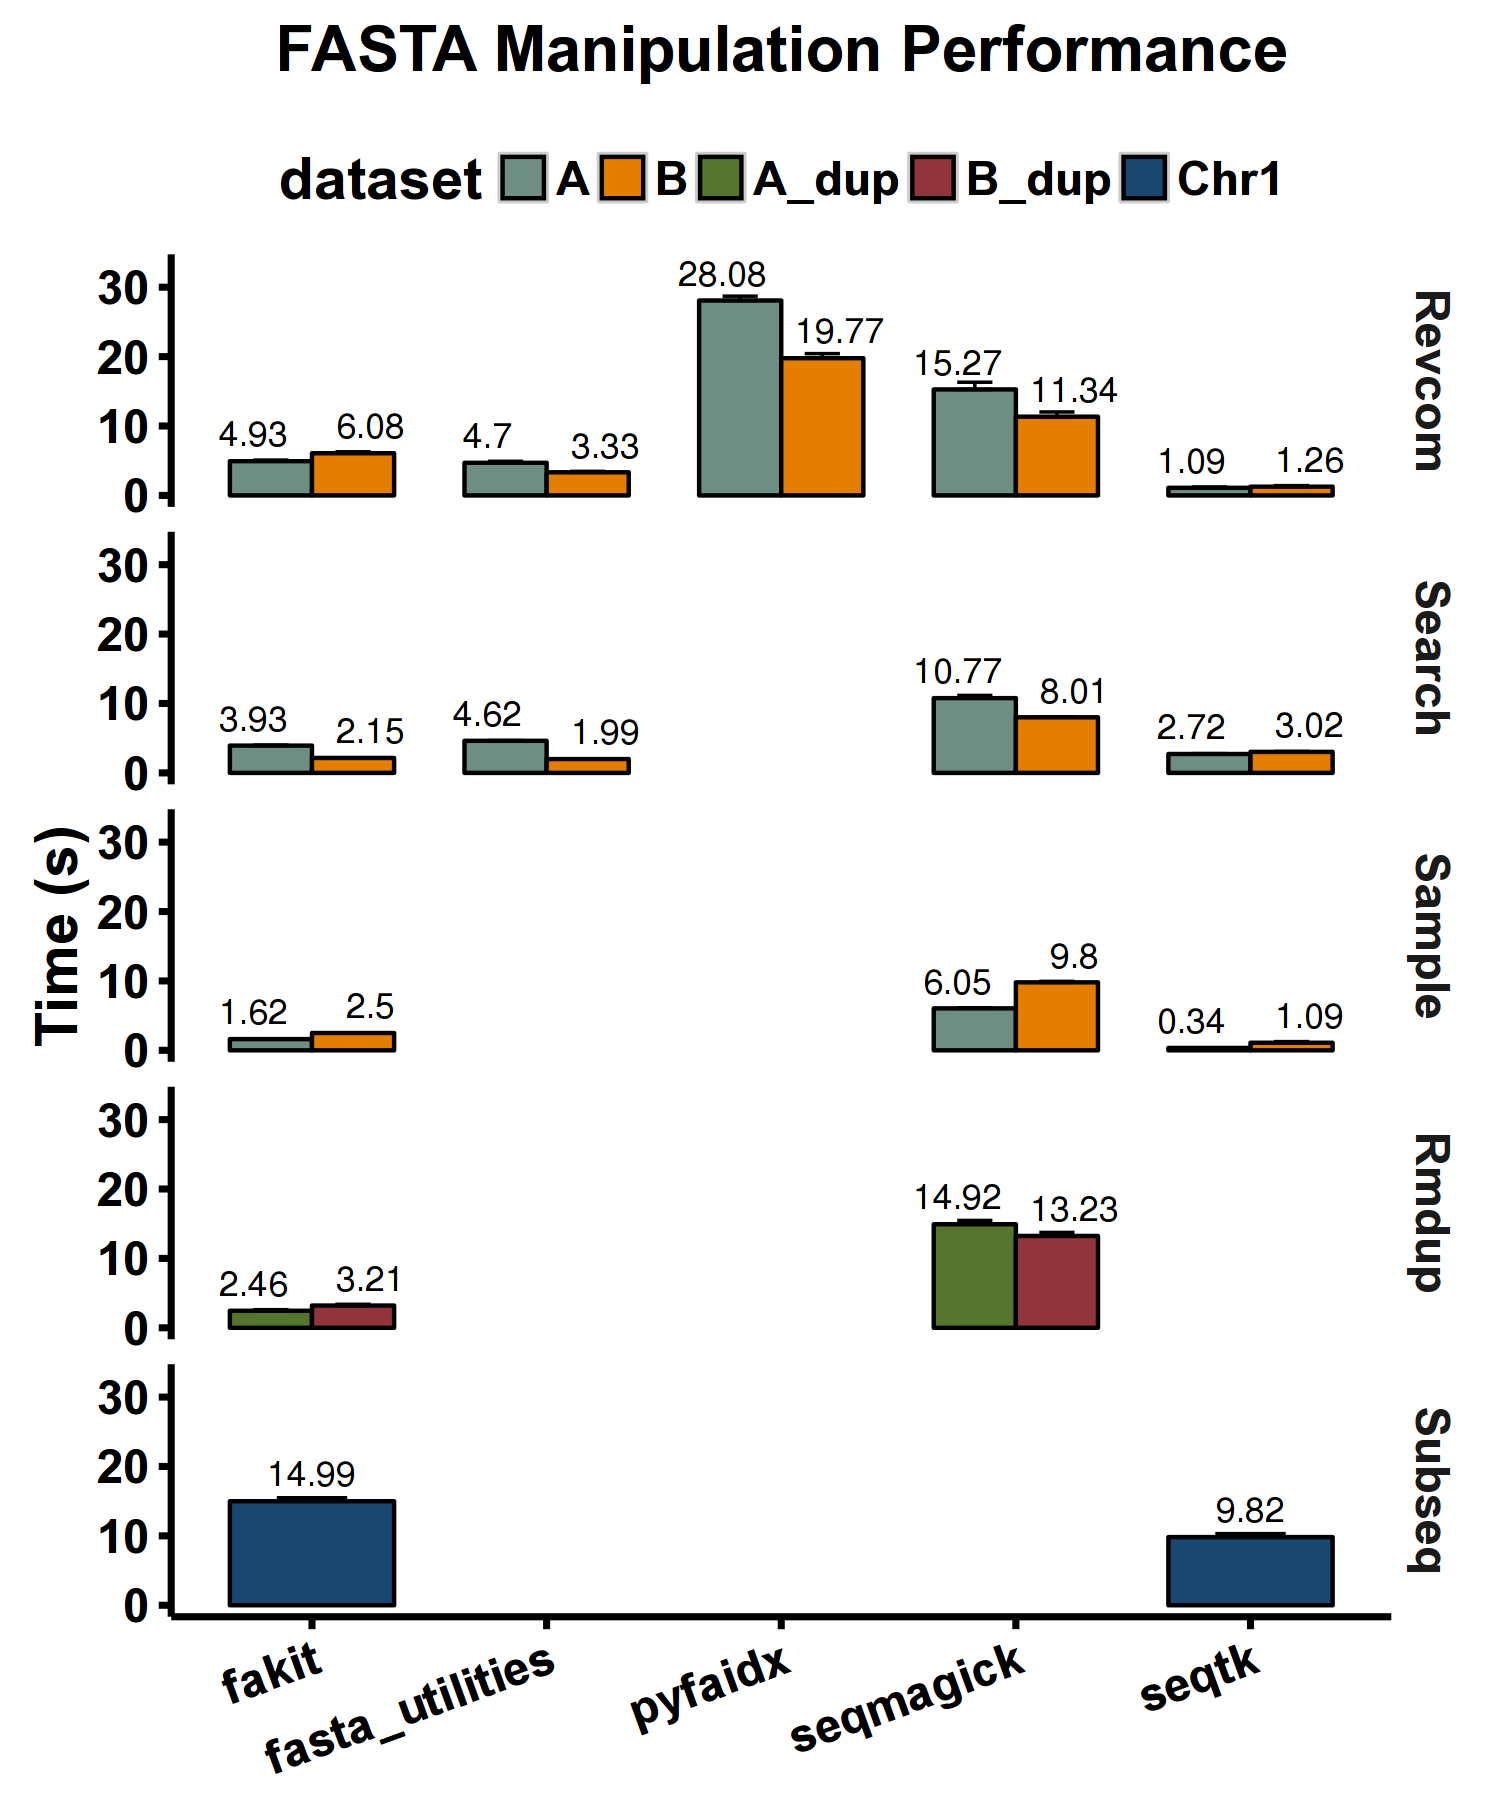 FASTA Manipulation Performance
dataset A B A_dup B_dup Chr1
Time (s)
30
20
10
0
4.93 6.08 4.7 3.33 28.08 19.77 15.27 11.34 1.09 1.26
Revcom
30
20
10
0
3.93 2.15 4.62 1.99 10.77 8.01 2.72 3.02
Search
30
20
10
0
1.62 2.5 6.05 9.8 0.34 1.09
Sample
30
20
10
0
2.46 3.21 14.92 13.23
Rmdup
30
20
10
0
14.99 9.82
Subseq
fakit fasta_utilities pyfaidx seqmagick seqtk